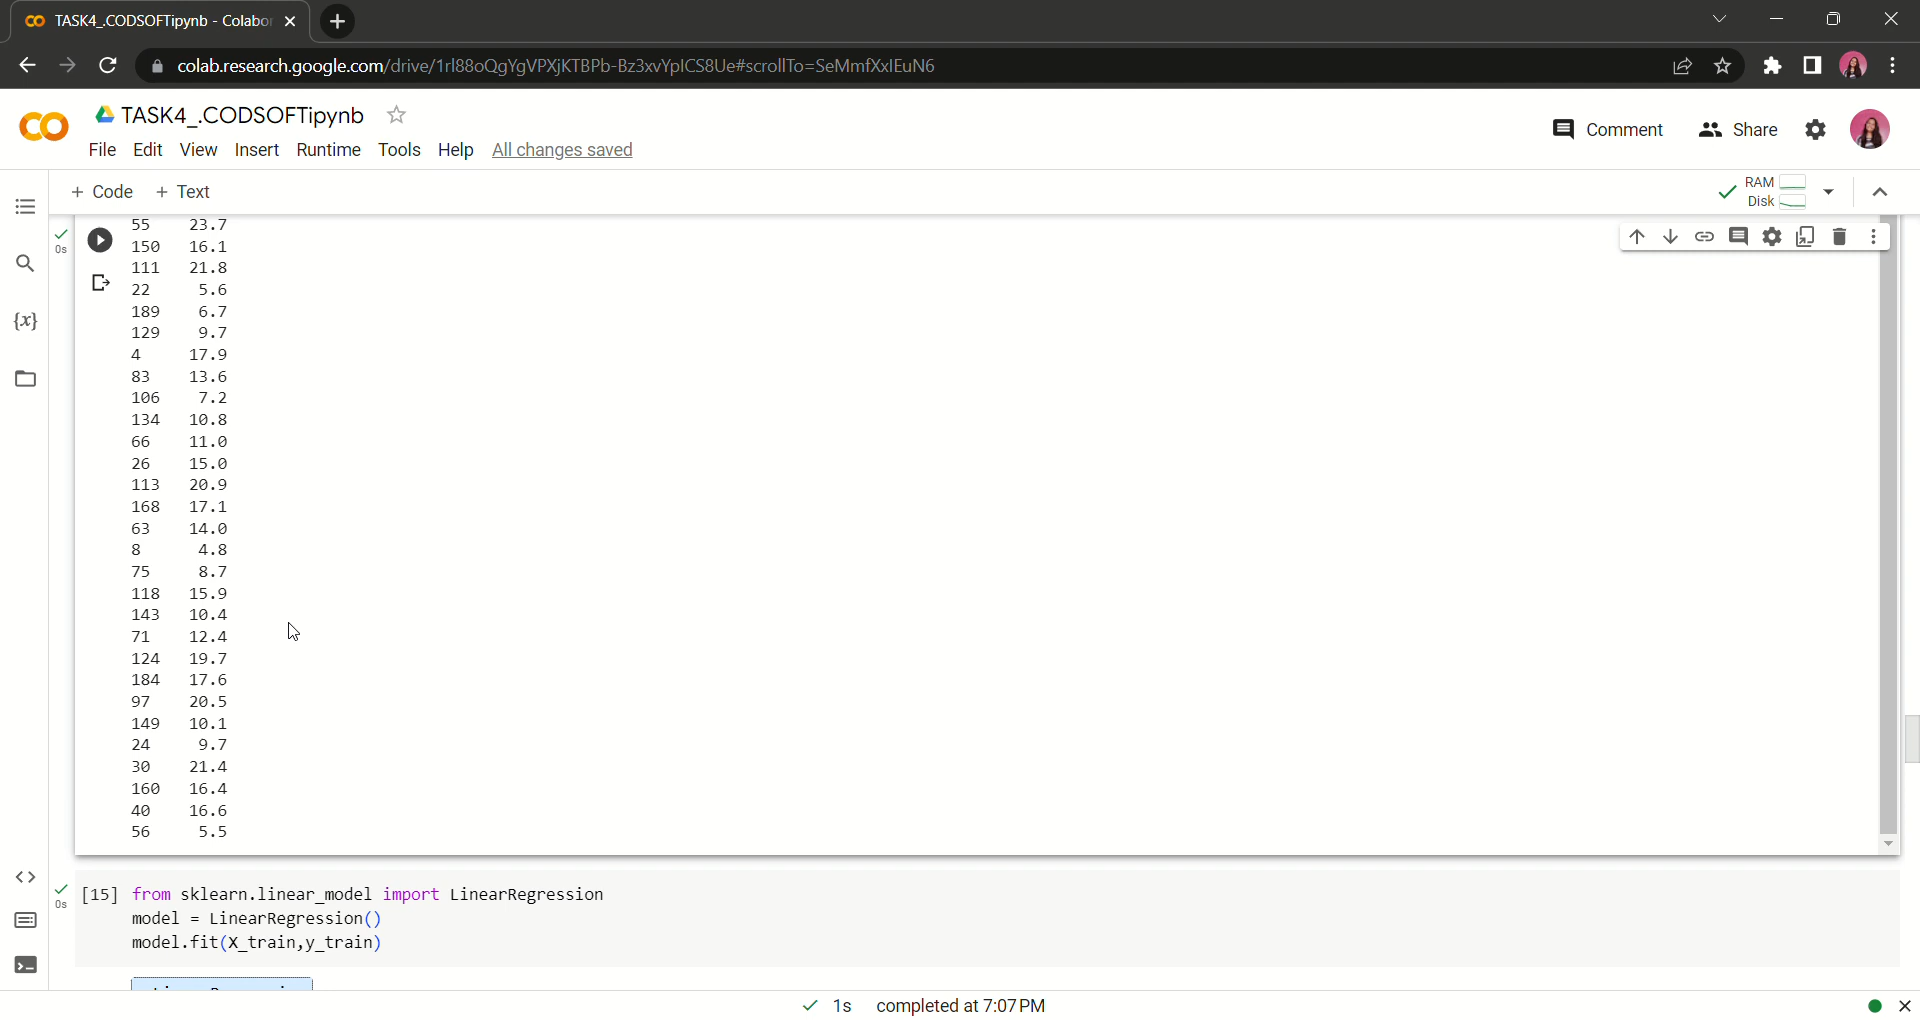 TASK4_.CODSOFTipynb - Colabor
colab.research.google.com/drive/1rl88oQgYgVPXjKTBPb-Bz3xvYpICS8Ue#scrollTo=SeMmfXxIEuN6
TASK4_.CODSOFTipynb
Comment Share
File Edit View Insert Runtime Tools Help All changes saved
+ Code + Text
RAM
Disk
{x}
0s
55 23.7
150 16.1
111 21.8
22 5.6
189 6.7
129 9.7
4 17.9
83 13.6
106 7.2
134 10.8
66 11.0
26 15.0
113 20.9
168 17.1
63 14.0
8 4.8
75 8.7
118 15.9
143 10.4
71 12.4
124 19.7
184 17.6
97 20.5
149 10.1
24 9.7
30 21.4
160 16.4
40 16.6
56 5.5
0s
[15] from sklearn.linear_model import LinearRegression
model = LinearRegression()
model.fit(X_train,y_train)
1s completed at 7:07 PM